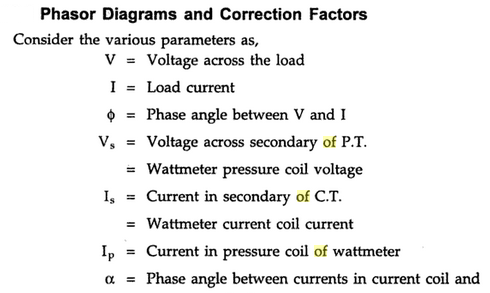 Phasor Diagrams and Correction Factors
Consider the various parameters as,
V = Voltage across the load
I = Load current
ϕ = Phase angle between V and I
Vs = Voltage across secondary of P.T.
= Wattmeter pressure coil voltage
Is = Current in secondary of C.T.
= Wattmeter current coil current
Ip = Current in pressure coil of wattmeter
α = Phase angle between currents in current coil and